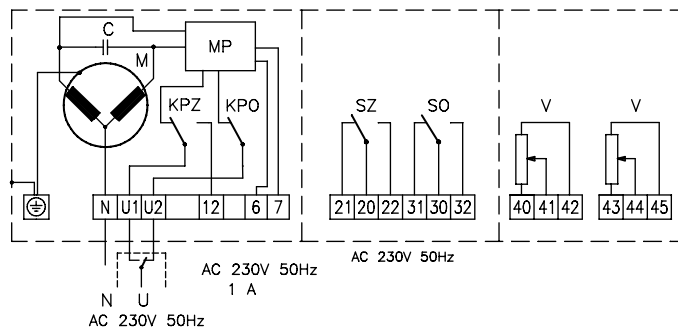 C
M
MP
KPZ
KPO
SZ
SO
V
V
N U1 U2 12 6 7
21 20 22 31 30 32
40 41 42
43 44 45
AC 230V 50Hz
1 A
AC 230V 50Hz
N U
AC 230V 50Hz